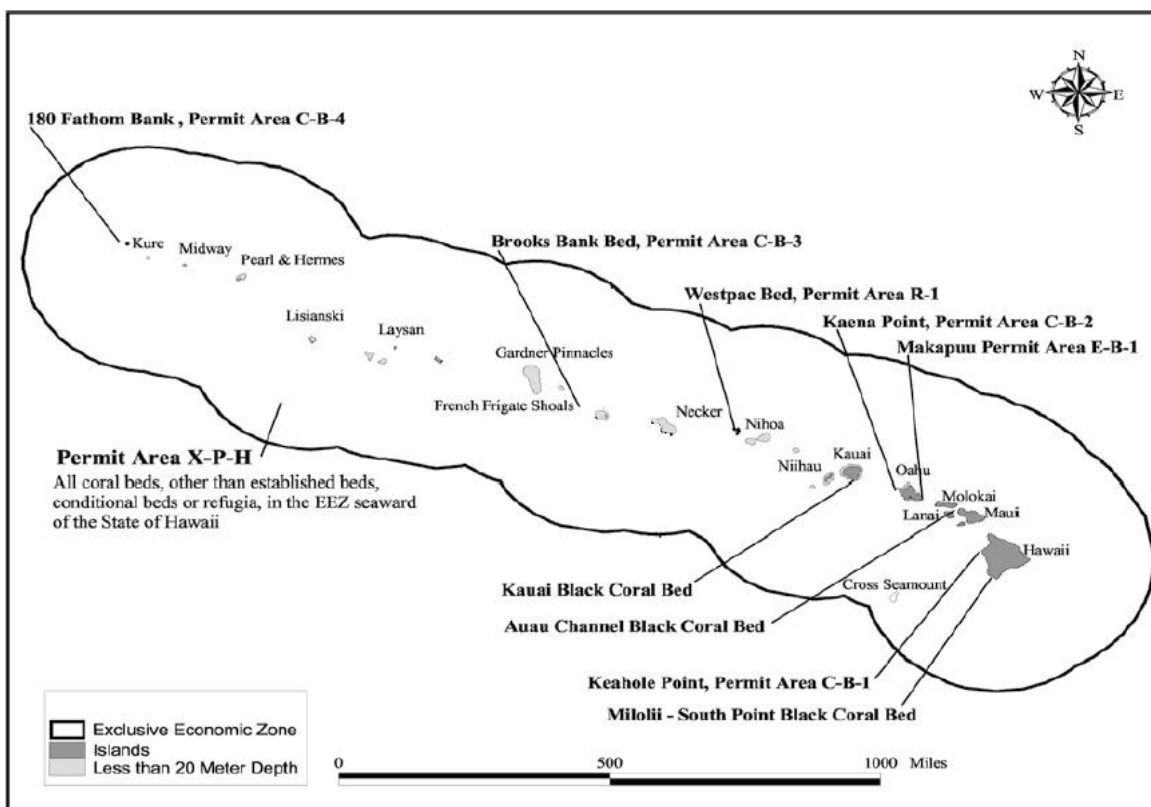 N
W E
S
180 Fathom Bank , Permit Area C-B-4
Kure
Midway
Pearl & Hermes
Brooks Bank Bed, Permit Area C-B-3
Westpac Bed, Permit Area R-1
Kaena Point, Permit Area C-B-2
Makapuu Permit Area E-B-1
Lisianski
Laysan
Gardner Pinnacles
French Frigate Shoals
Necker
Nihoa
Niihau
Kauai
Oahu
Molokai
Lanai
Maui
Hawaii
Permit Area X-P-H
All coral beds, other than established beds,
conditional beds or refugia, in the EEZ seaward
of the State of Hawaii
Cross Seamount
Kauai Black Coral Bed
Auau Channel Black Coral Bed
Keahole Point, Permit Area C-B-1
Milolii - South Point Black Coral Bed
Exclusive Economic Zone
Islands
Less than 20 Meter Depth
0 500 1000 Miles